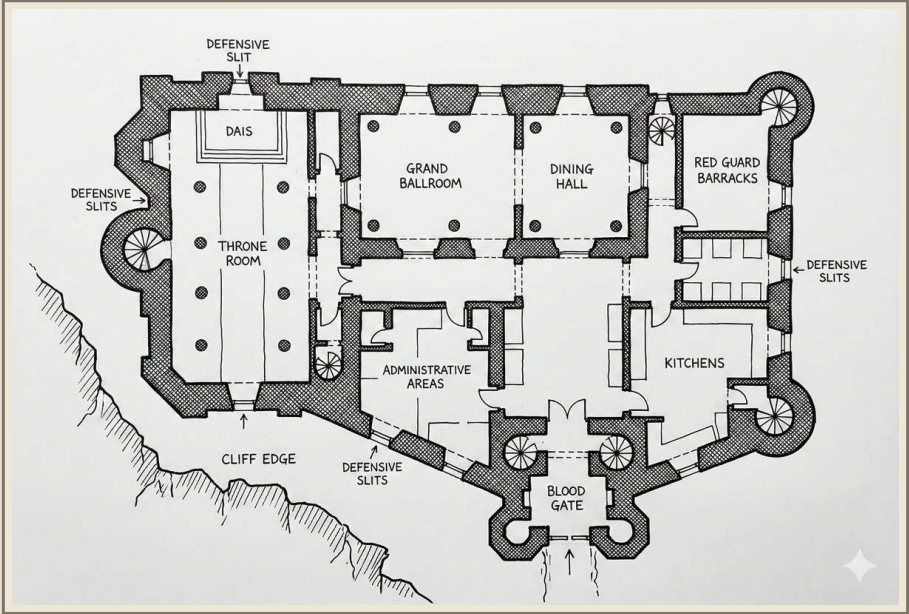 DEFENSIVE
SLIT
DAIS
DEFENSIVE
SLITS
THRONE
ROOM
GRAND
BALLROOM
DINING
HALL
RED GUARD
BARRACKS
DEFENSIVE
SLITS
ADMINISTRATIVE
AREAS
KITCHENS
CLIFF EDGE
DEFENSIVE
SLITS
BLOOD
GATE